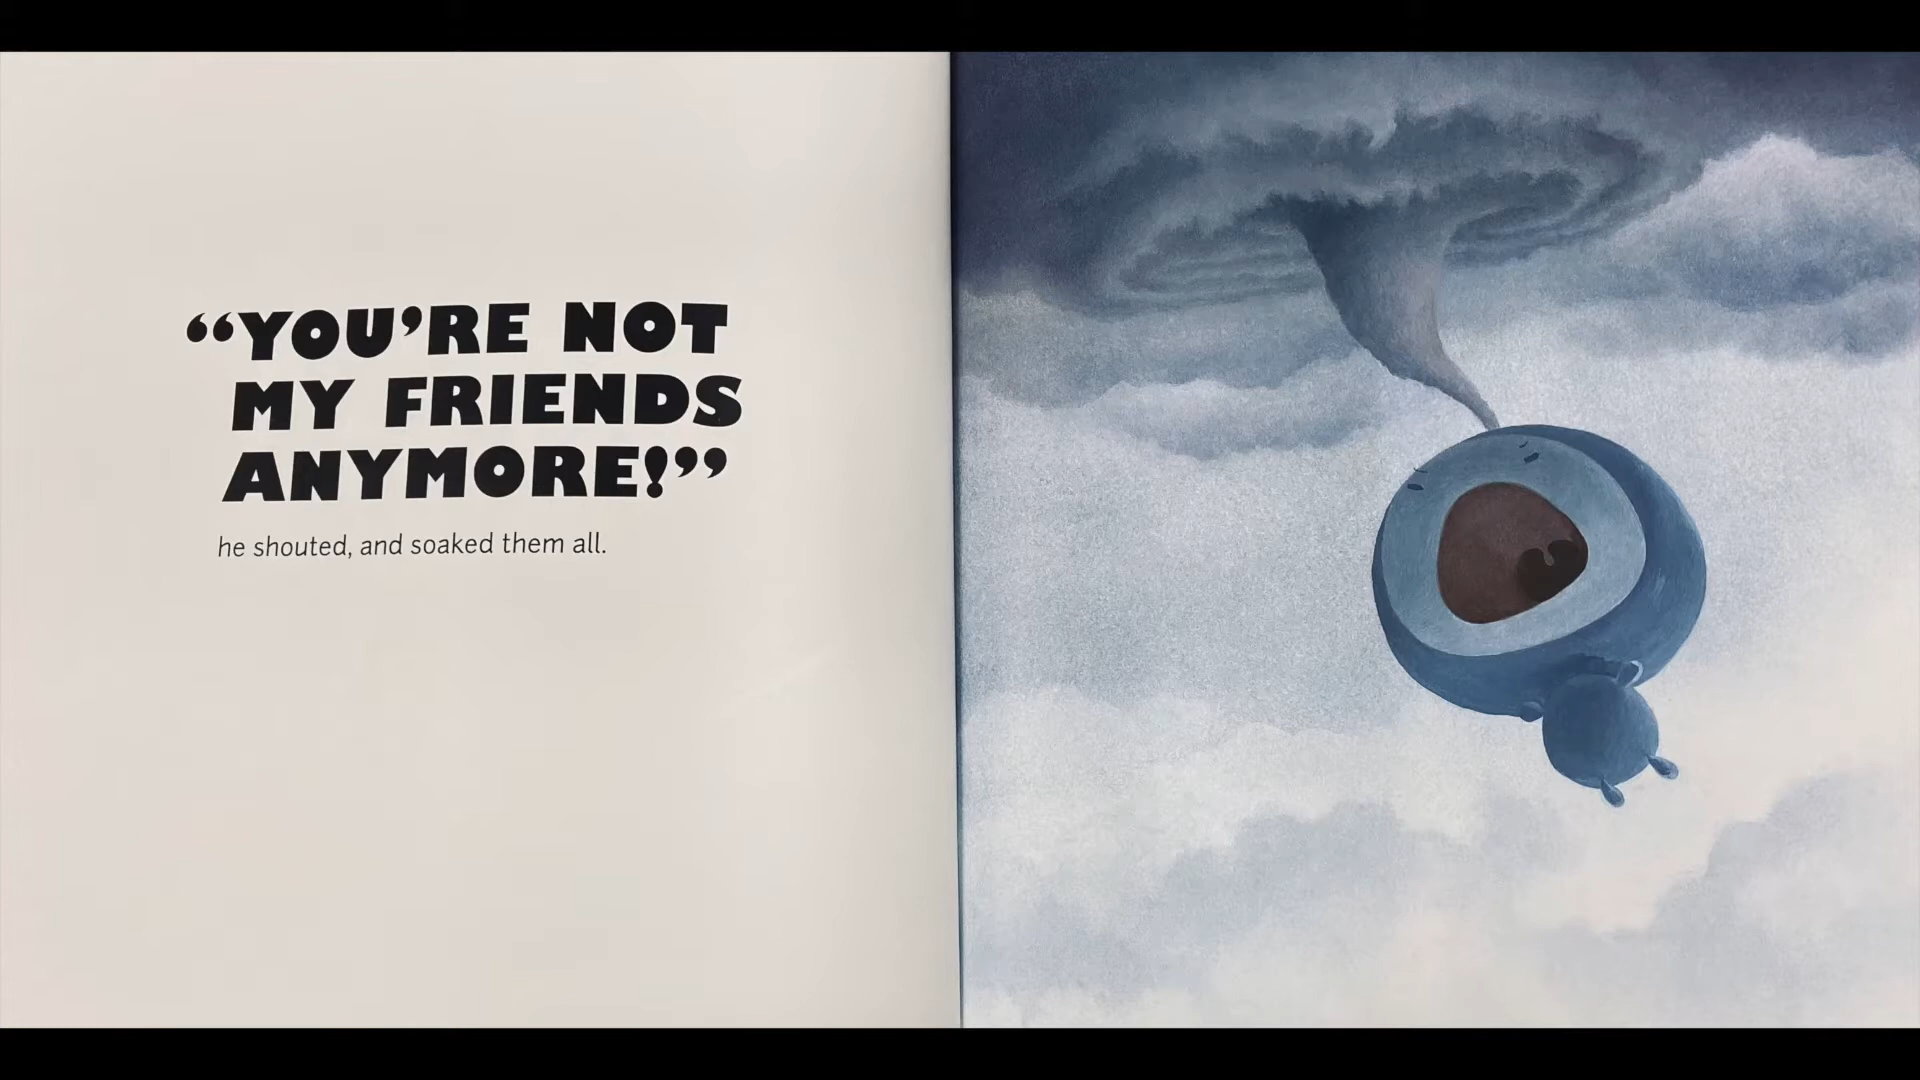 “YOU’RE NOT
MY FRIENDS
ANYMORE!”
he shouted, and soaked them all.